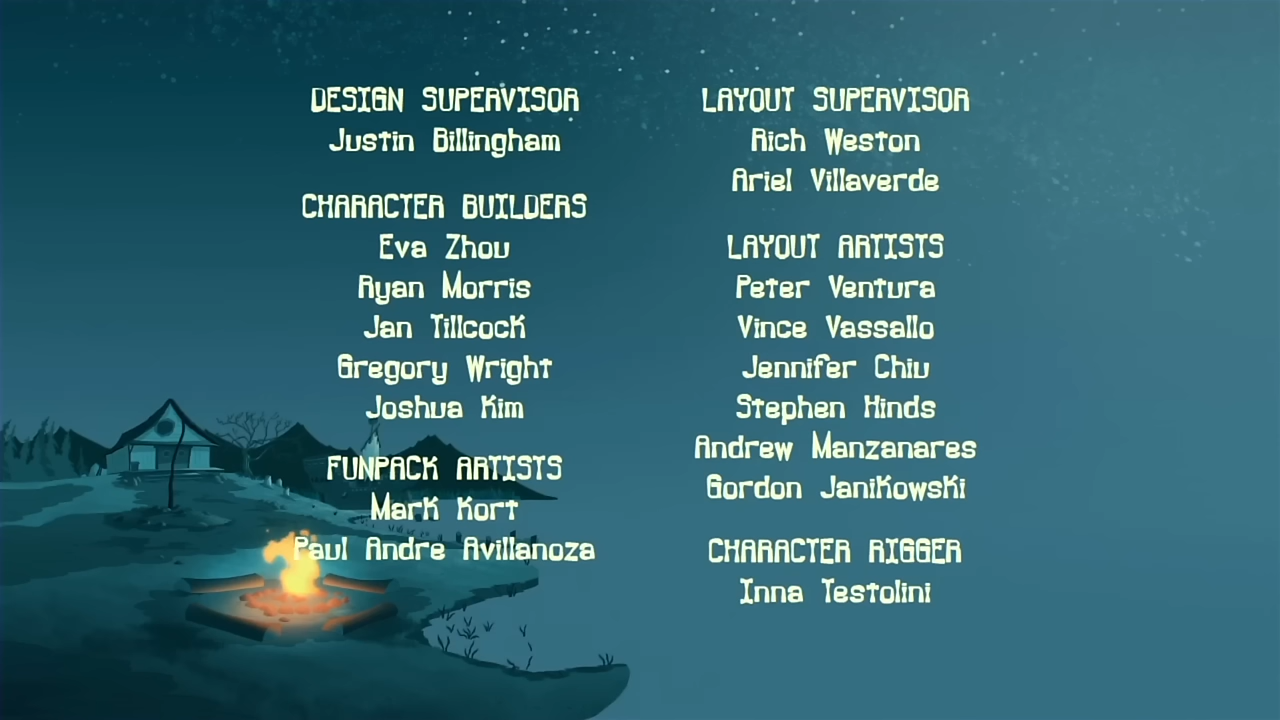 DESIGN SUPERVISOR
Justin Billingham
CHARACTER BUILDERS
Eva Zhou
Ryan Morris
Jan Tillcock
Gregory Wright
Joshua Kim
FUNPACK ARTISTS
Mark Kort
Paul Andre Avillanoza
LAYOUT SUPERVISOR
Rich Weston
Ariel Villaverde
LAYOUT ARTISTS
Peter Ventura
Vince Vassallo
Jennifer Chiu
Stephen Hinds
Andrew Manzanares
Gordon Janikowski
CHARACTER RIGGER
Inna Testolini